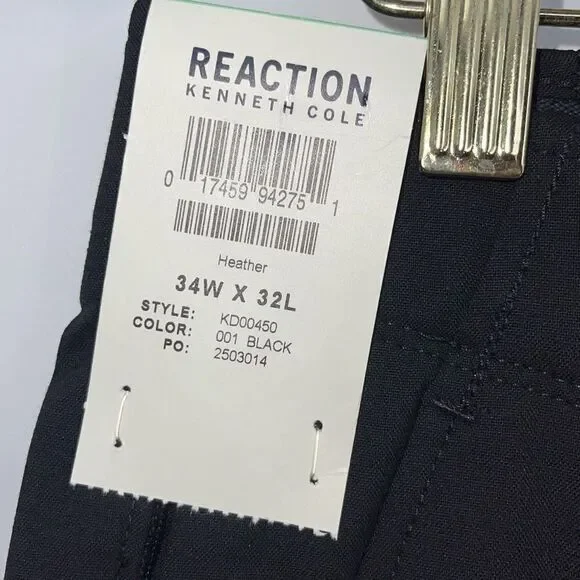 REACTION
KENNETH COLE
0 17459 94275 1
Heather
34W X 32L
STYLE: KD00450
COLOR: 001 BLACK
PO: 2503014